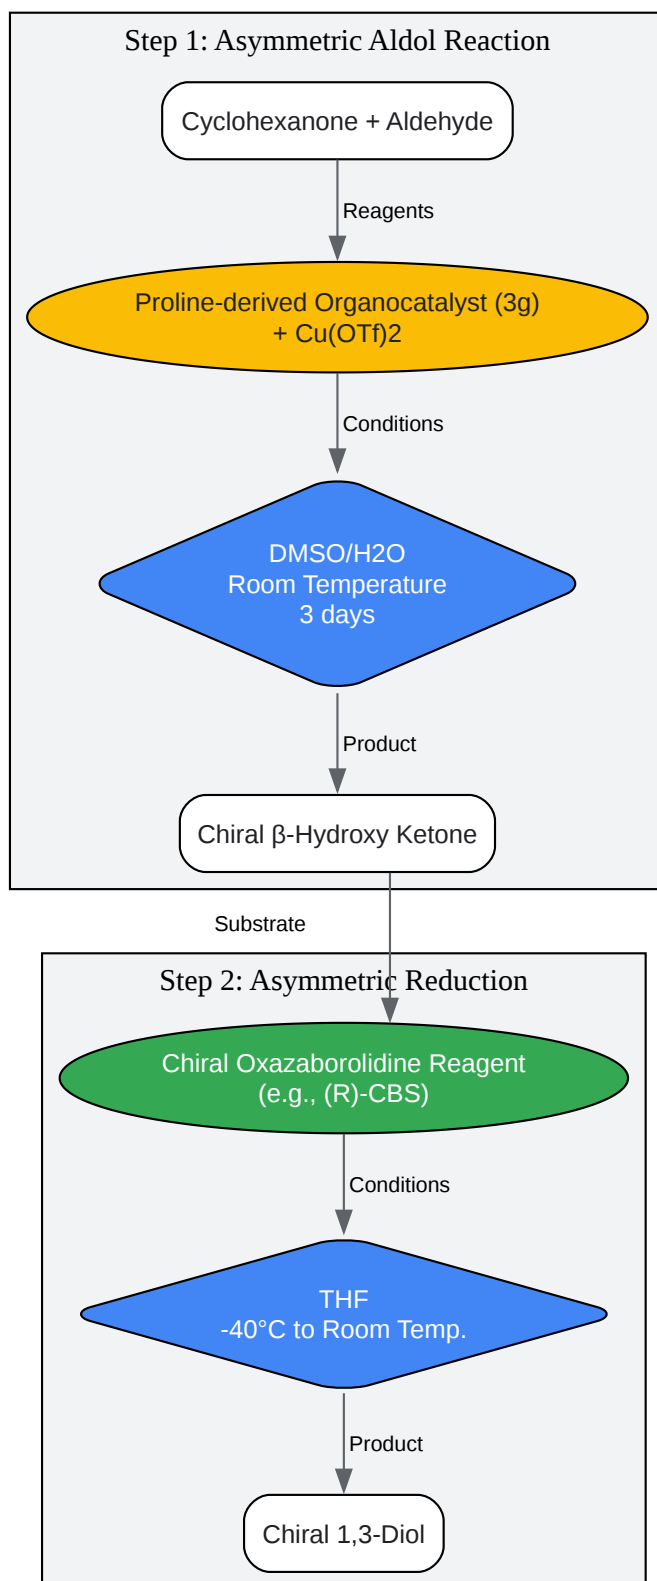 Step 1: Asymmetric Aldol Reaction
Cyclohexanone + Aldehyde
Reagents
Proline-derived Organocatalyst (3g)
+ Cu(OTf)2
Conditions
DMSO/H2O
Room Temperature
3 days
Product
Chiral β-Hydroxy Ketone
Substrate
Step 2: Asymmetric Reduction
Chiral Oxazaborolidine Reagent
(e.g., (R)-CBS)
Conditions
THF
-40°C to Room Temp.
Product
Chiral 1,3-Diol